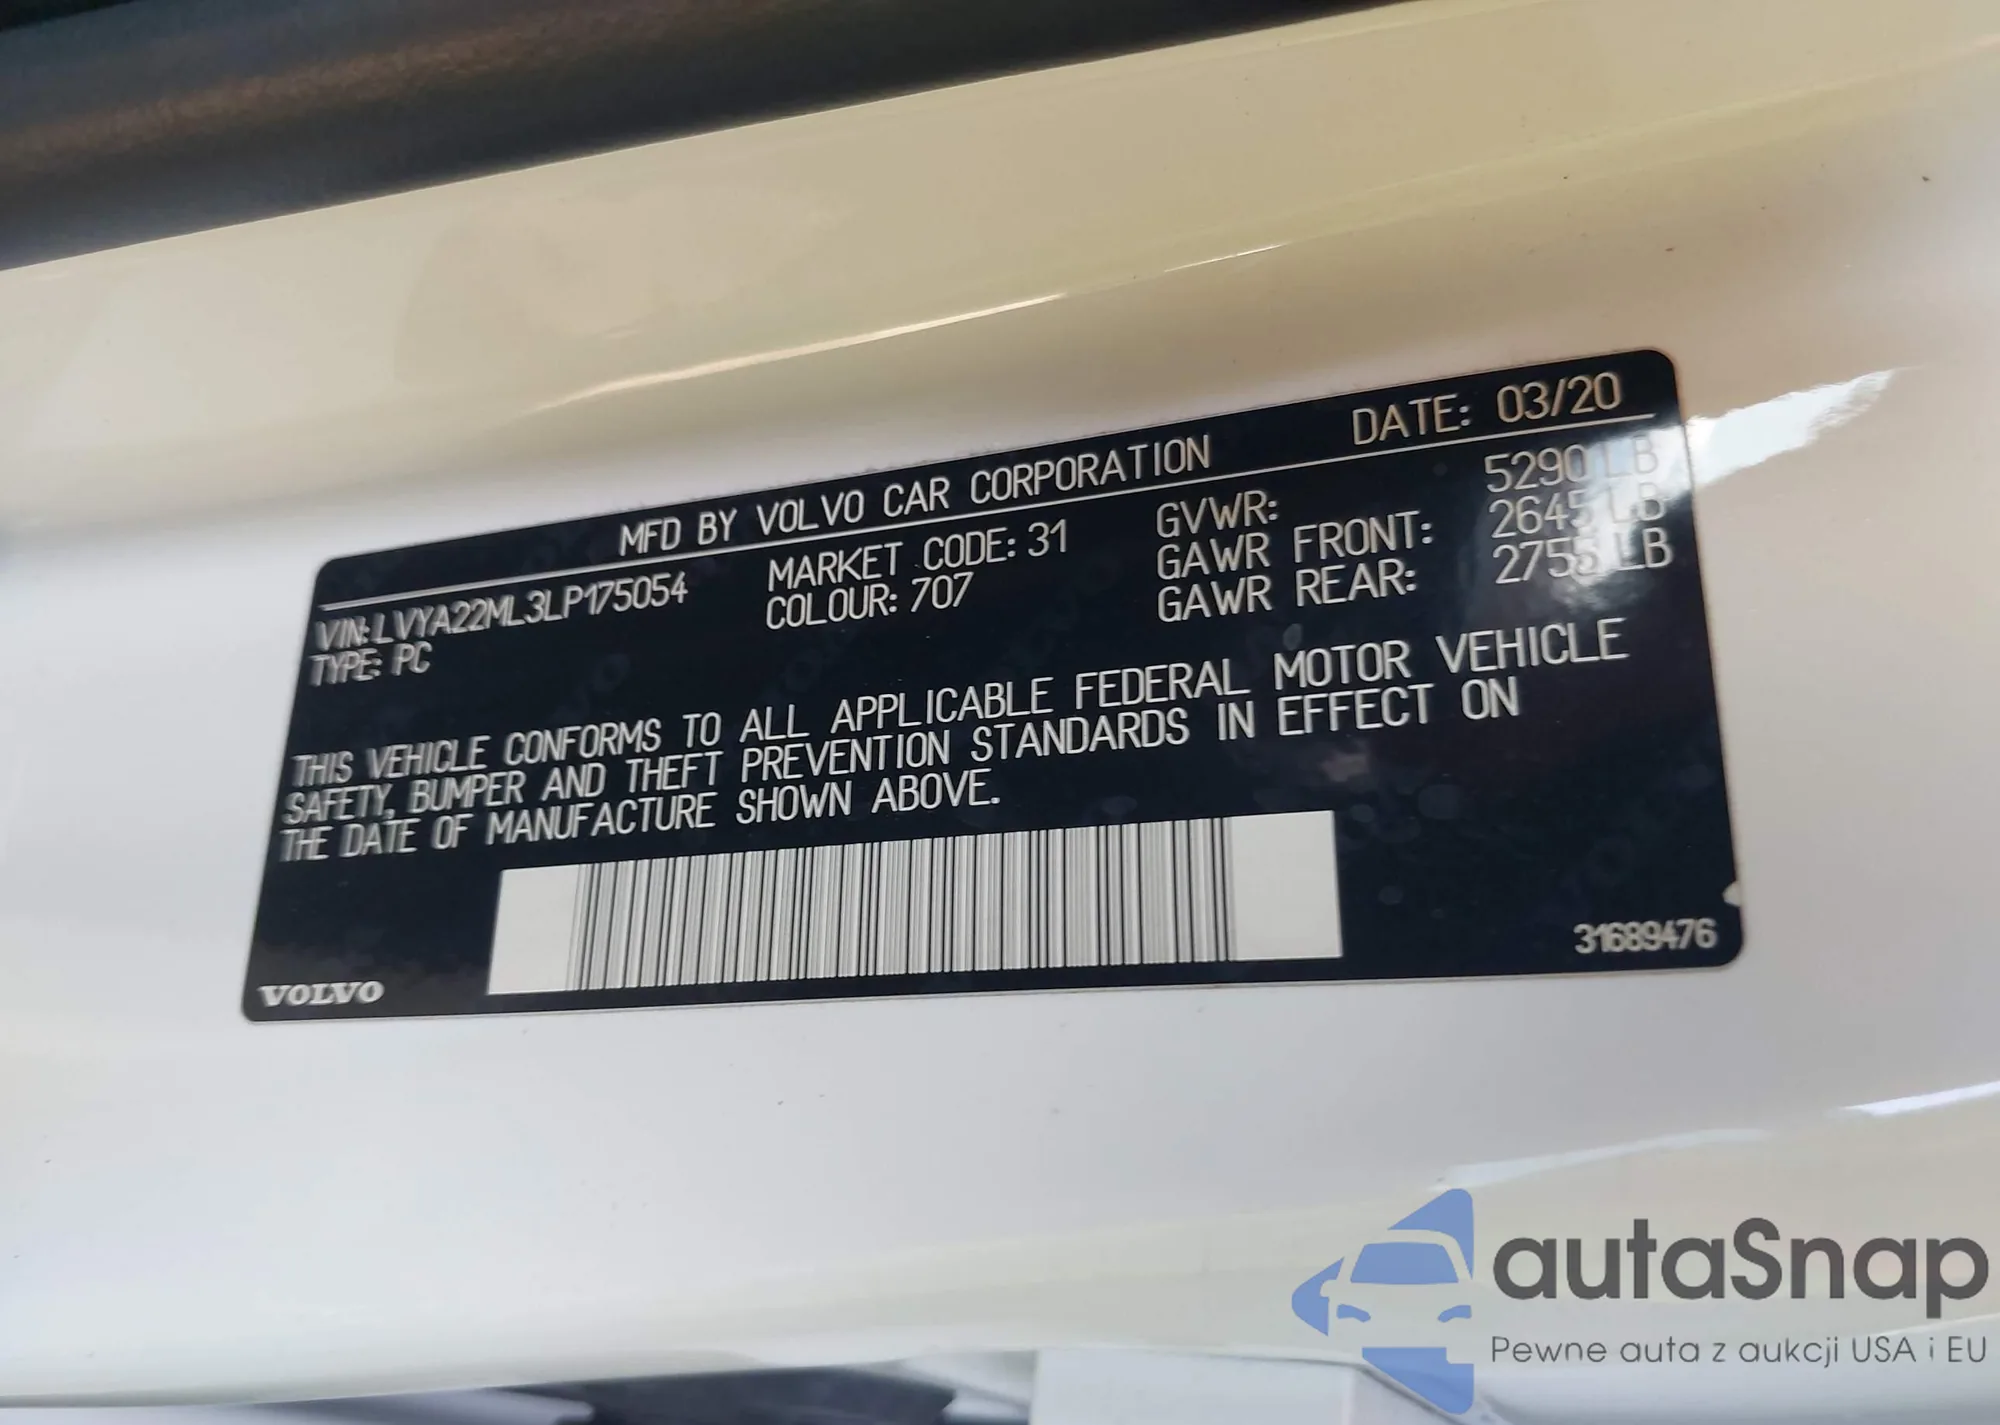 MFD BY VOLVO CAR CORPORATION DATE: 03/20
VIN: LVYA22ML3LP175054 MARKET CODE: 31 GVWR: 5290 LB
TYPE: PC COLOUR: 707 GAWR FRONT: 2645 LB
GAWR REAR: 2755 LB
THIS VEHICLE CONFORMS TO ALL APPLICABLE FEDERAL MOTOR VEHICLE
SAFETY, BUMPER AND THEFT PREVENTION STANDARDS IN EFFECT ON
THE DATE OF MANUFACTURE SHOWN ABOVE.
VOLVO 31689476
autaSnap
Pewne auta z aukcji USA i EU